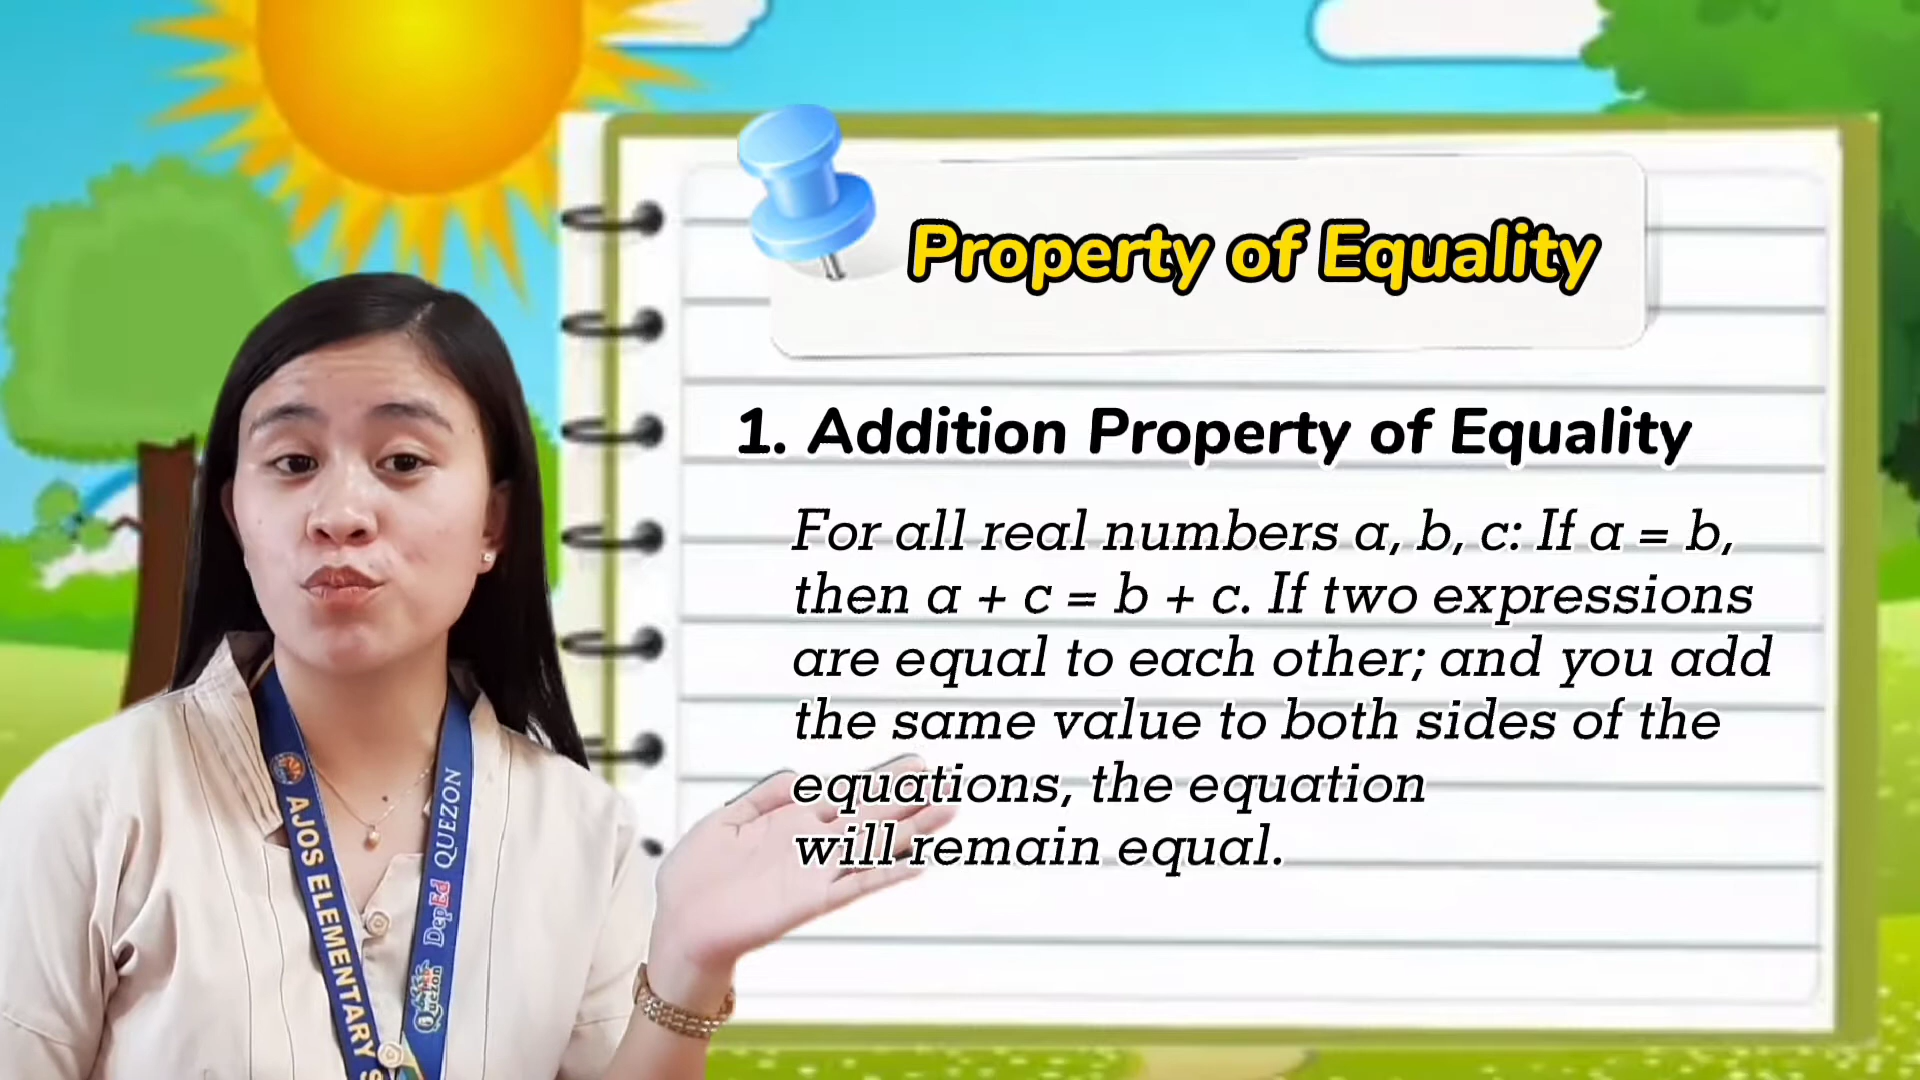 Property of Equality
1. Addition Property of Equality
For all real numbers a, b, c: If a = b,
then a + c = b + c. If two expressions
are equal to each other; and you add
the same value to both sides of the
equations, the equation
will remain equal.
AJOS ELEMENTARY S
DepEd QUEZON
Quezon